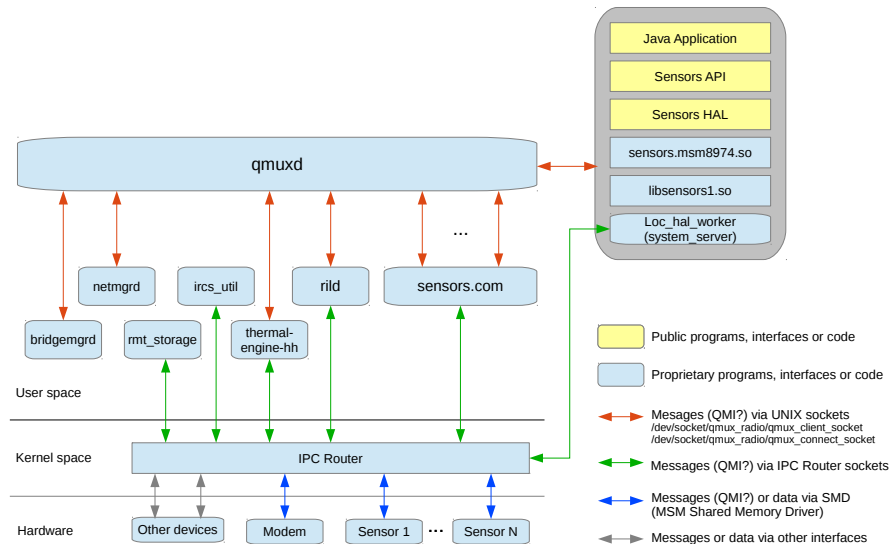 Java Application
Sensors API
Sensors HAL
sensors.msm8974.so
libsensors1.so
Loc_hal_worker
(system_server)
qmuxd
...
netmgrd
ircs_util
rild
sensors.com
bridgemgrd
rmt_storage
thermal-
engine-hh
User space
Kernel space
IPC Router
Hardware
Other devices
Modem
Sensor 1
...
Sensor N
Public programs, interfaces or code
Proprietary programs, interfaces or code
Mesages (QMI?) via UNIX sockets
/dev/socket/qmux_radio/qmux_client_socket
/dev/socket/qmux_radio/qmux_connect_socket
Messages (QMI?) via IPC Router sockets
Messages (QMI?) or data via SMD
(MSM Shared Memory Driver)
Messages or data via other interfaces